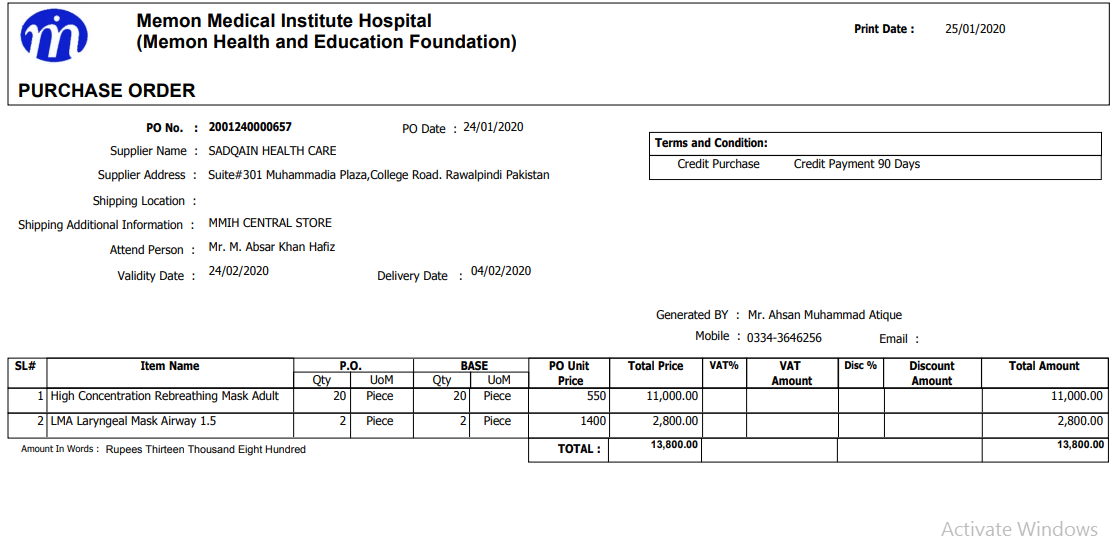 mi
Memon Medical Institute Hospital
(Memon Health and Education Foundation)
Print Date : 25/01/2020
PURCHASE ORDER
PO No. : 2001240000657 PO Date : 24/01/2020
Terms and Condition:
Supplier Name : SADQAIN HEALTH CARE
Credit Purchase Credit Payment 90 Days
Supplier Address : Suite#301 Muhammadia Plaza,College Road. Rawalpindi Pakistan
Shipping Location :
Shipping Additional Information : MMIH CENTRAL STORE
Attend Person : Mr. M. Absar Khan Hafiz
Validity Date : 24/02/2020 Delivery Date : 04/02/2020
Generated BY : Mr. Ahsan Muhammad Atique
Mobile : 0334-3646256 Email :
SL# Item Name P.O. BASE PO Unit Price Total Price VAT% VAT Amount Disc % Discount Amount Total Amount
Qty UoM Qty UoM
1 High Concentration Rebreathing Mask Adult 20 Piece 20 Piece 550 11,000.00 11,000.00
2 LMA Laryngeal Mask Airway 1.5 2 Piece 2 Piece 1400 2,800.00 2,800.00
Amount In Words : Rupees Thirteen Thousand Eight Hundred TOTAL : 13,800.00 13,800.00
Activate Windows